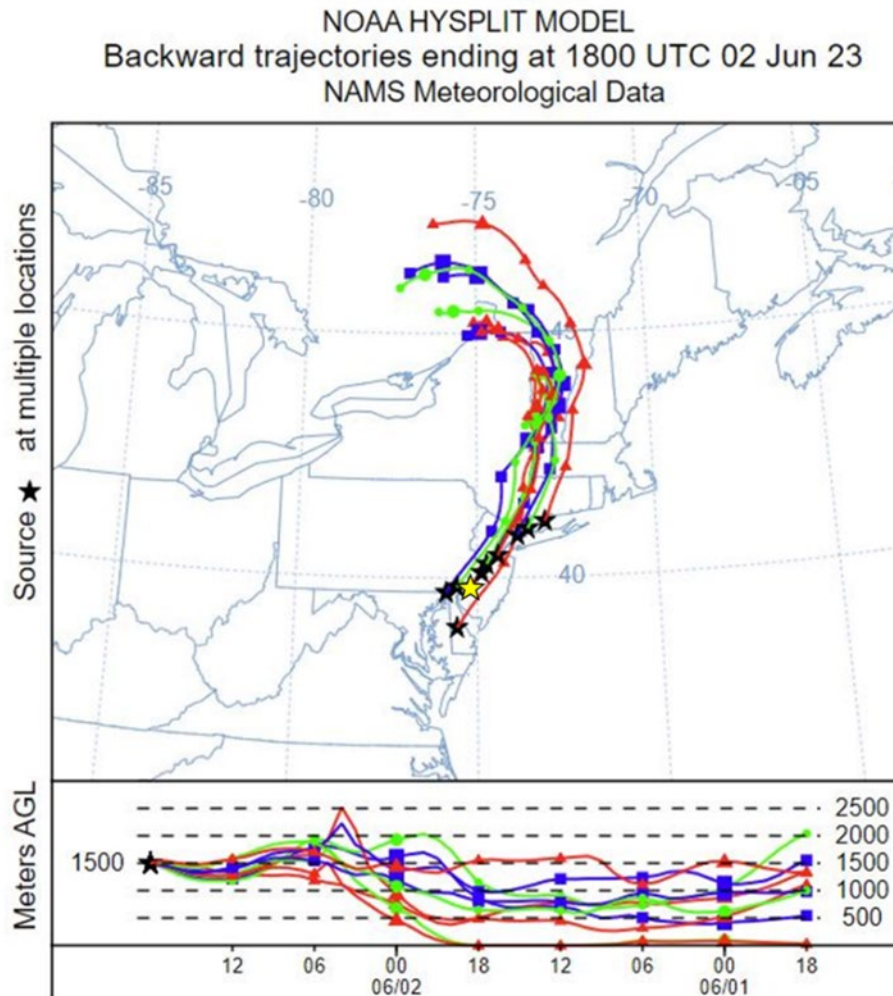 NOAA HYSPLIT MODEL
Backward trajectories ending at 1800 UTC 02 Jun 23
NAMS Meteorological Data
Source ★ at multiple locations
-85
-80
-75
-70
-65
45
40
Meters AGL
1500
2500
2000
1500
1000
500
12 06 00 18 12 06 00 18
06/02 06/01